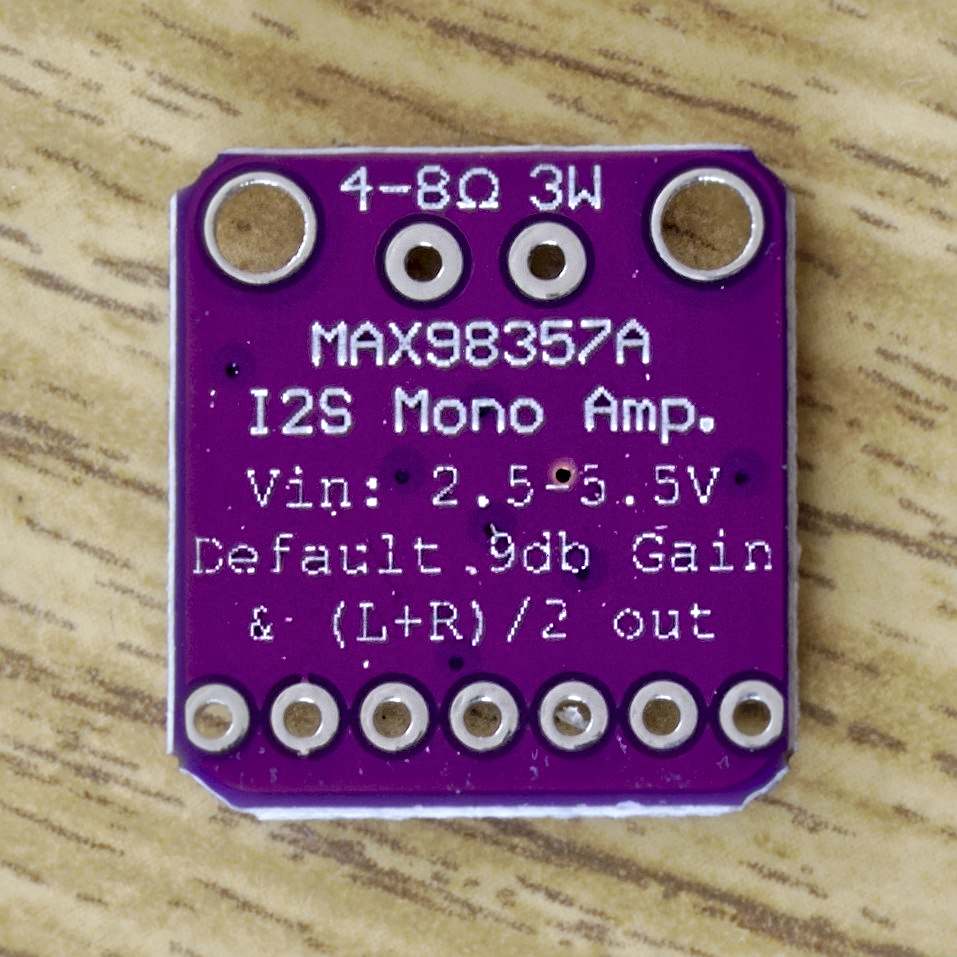 4-8Ω 3W
MAX98357A
I2S Mono Amp.
Vin: 2.5-5.5V
Default 9db Gain
& (L+R)/2 out